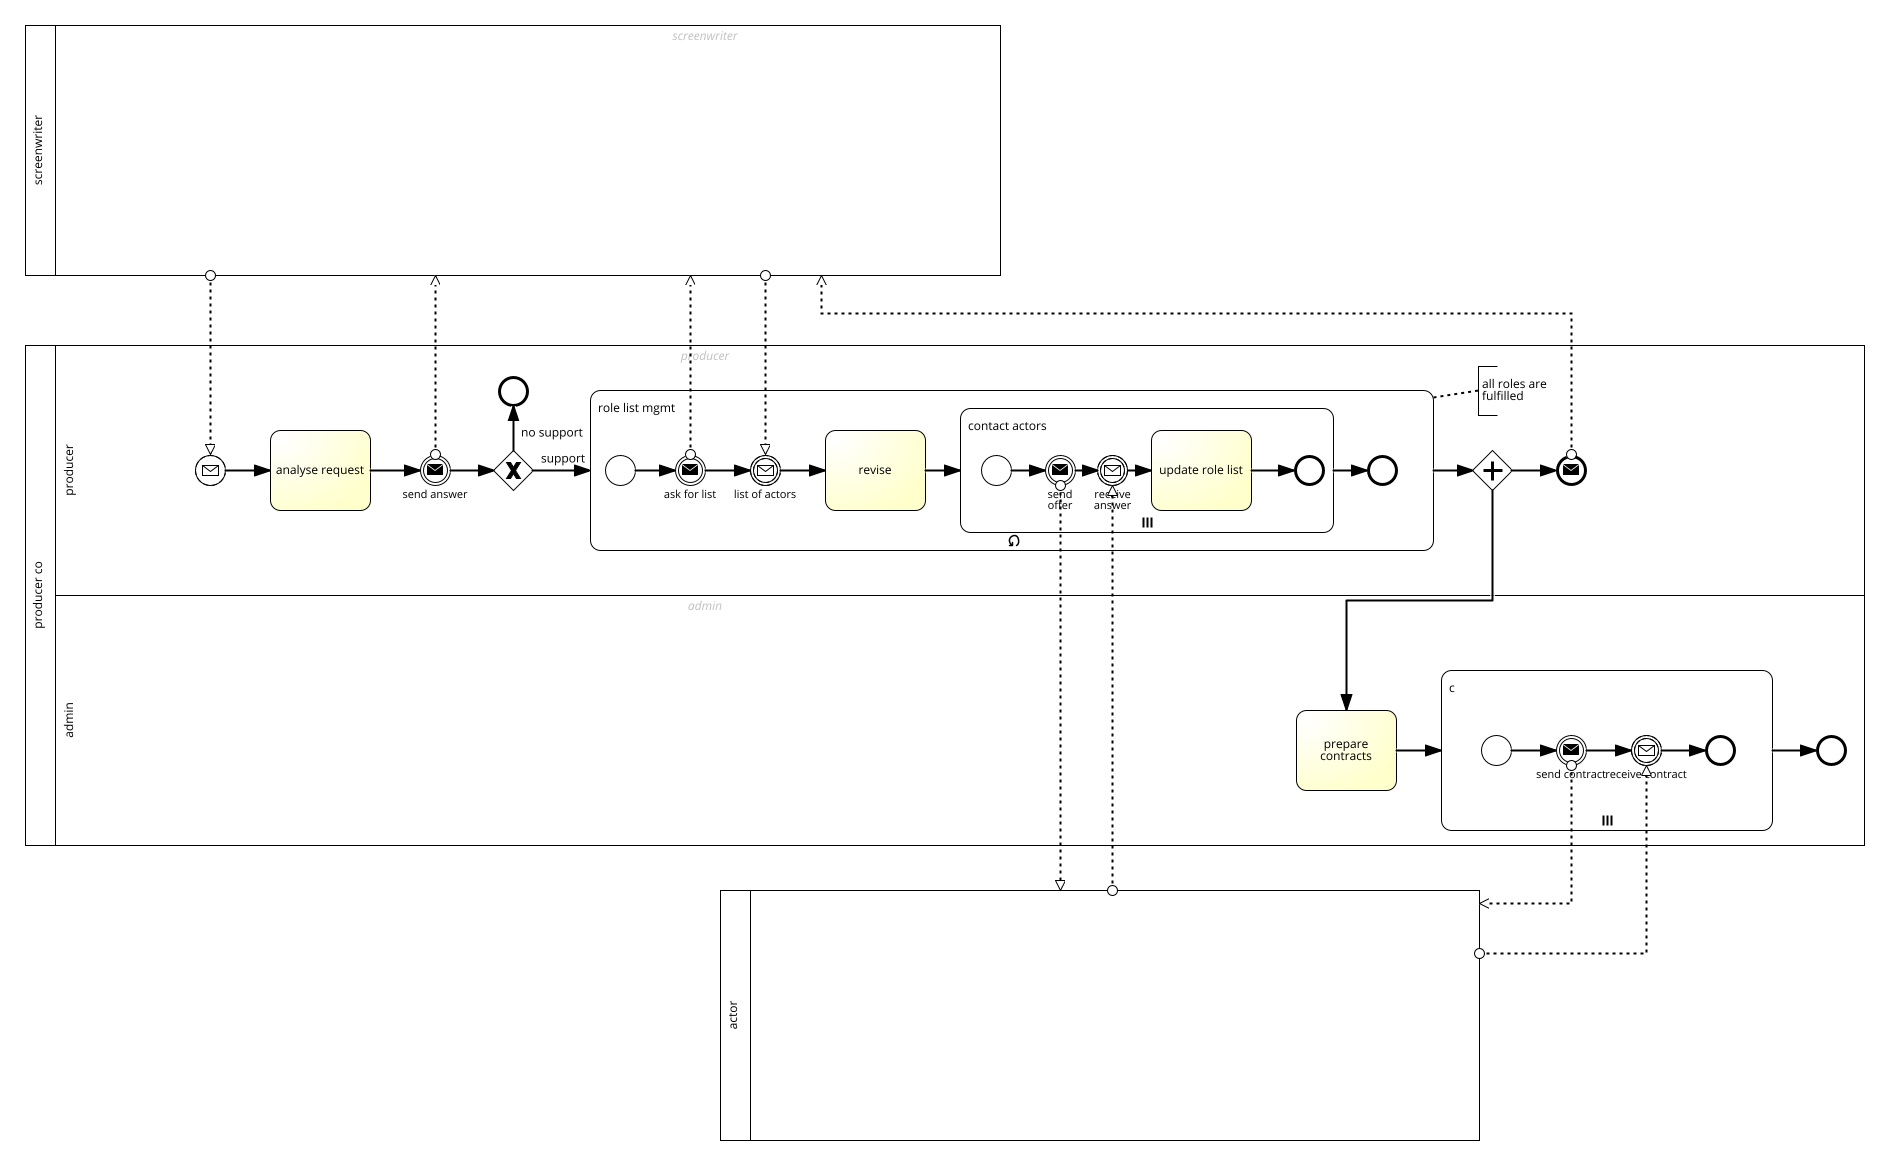 screenwriter
screenwriter
producer co
producer
producer
all roles are
fulfilled
role list mgmt
contact actors
no support
support
analyse request
send answer
ask for list
list of actors
revise
send
offer
receive
answer
update role list
admin
admin
prepare
contracts
c
send contract
receive contract
actor